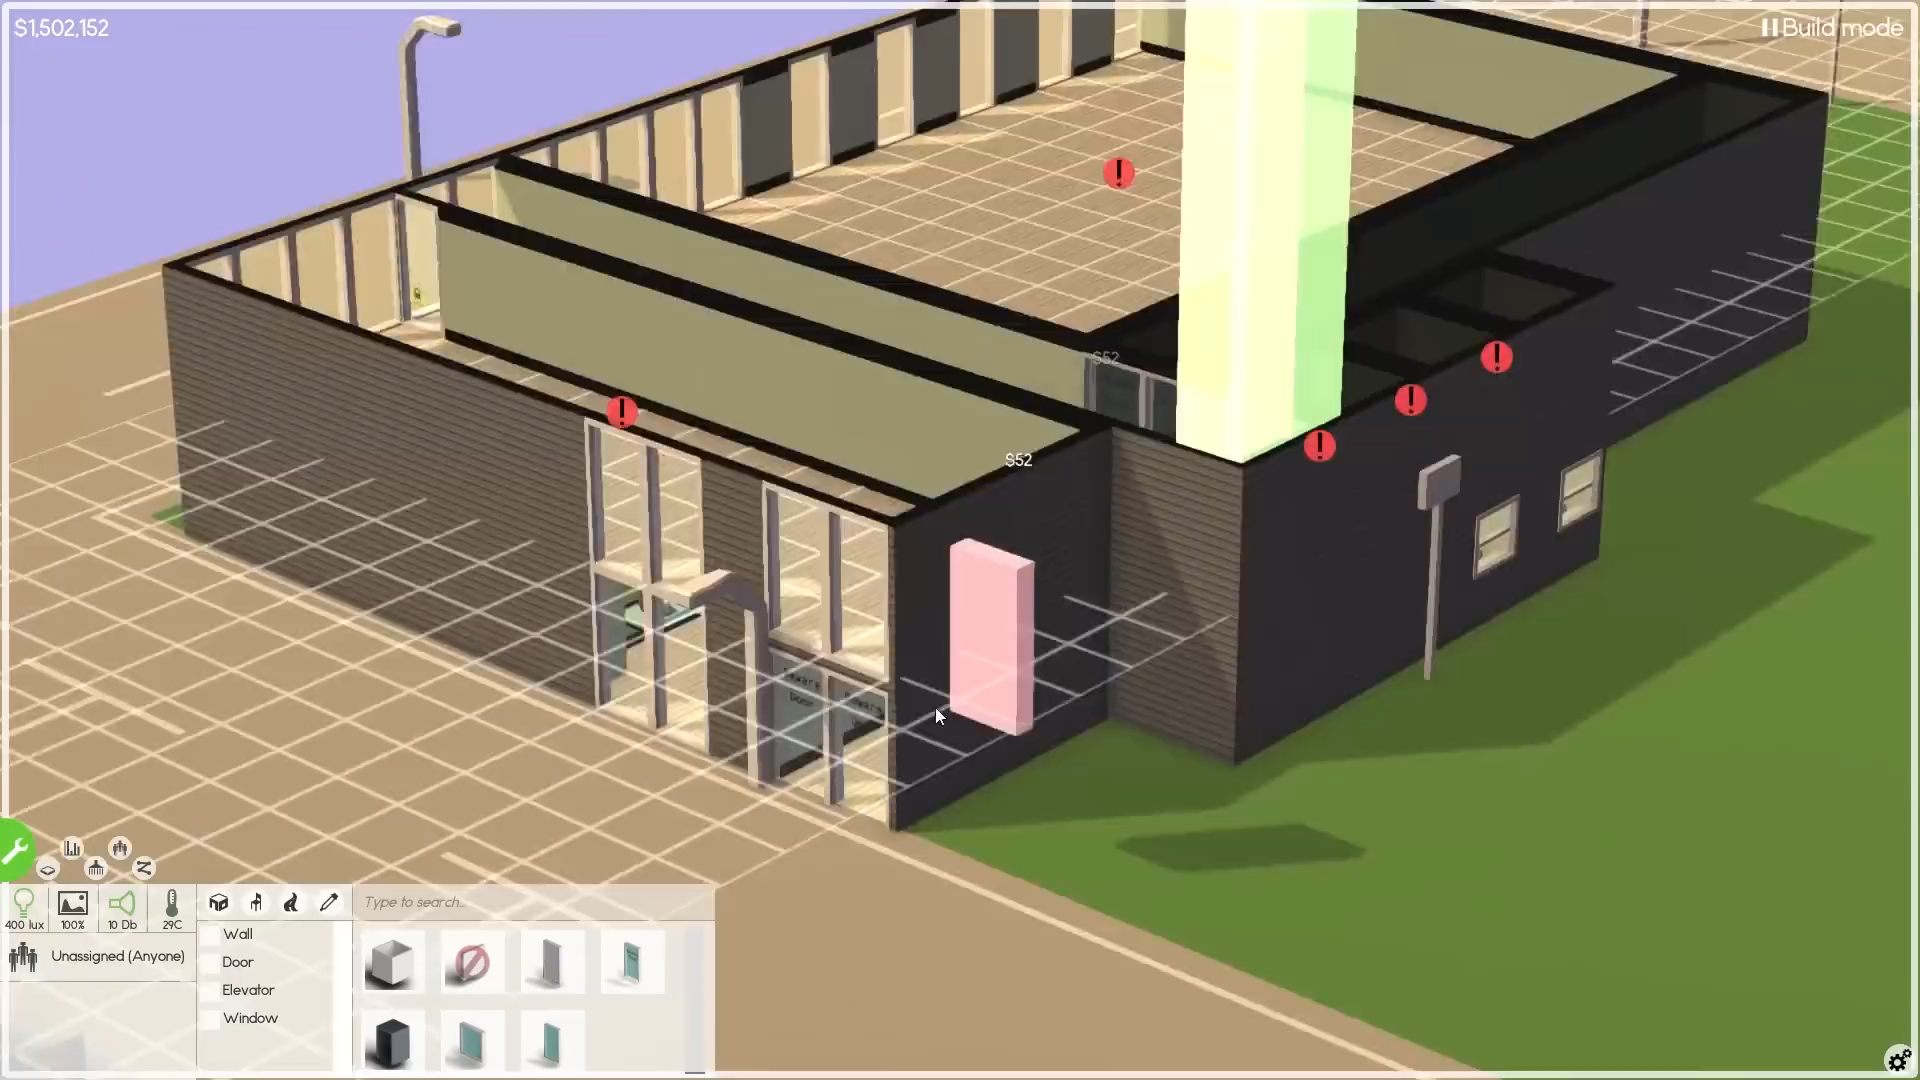 $1,502,152
Build mode
$52
$52
Type to search...
400 lux
100%
10 Db
29C
Wall
Door
Elevator
Window
Unassigned (Anyone)